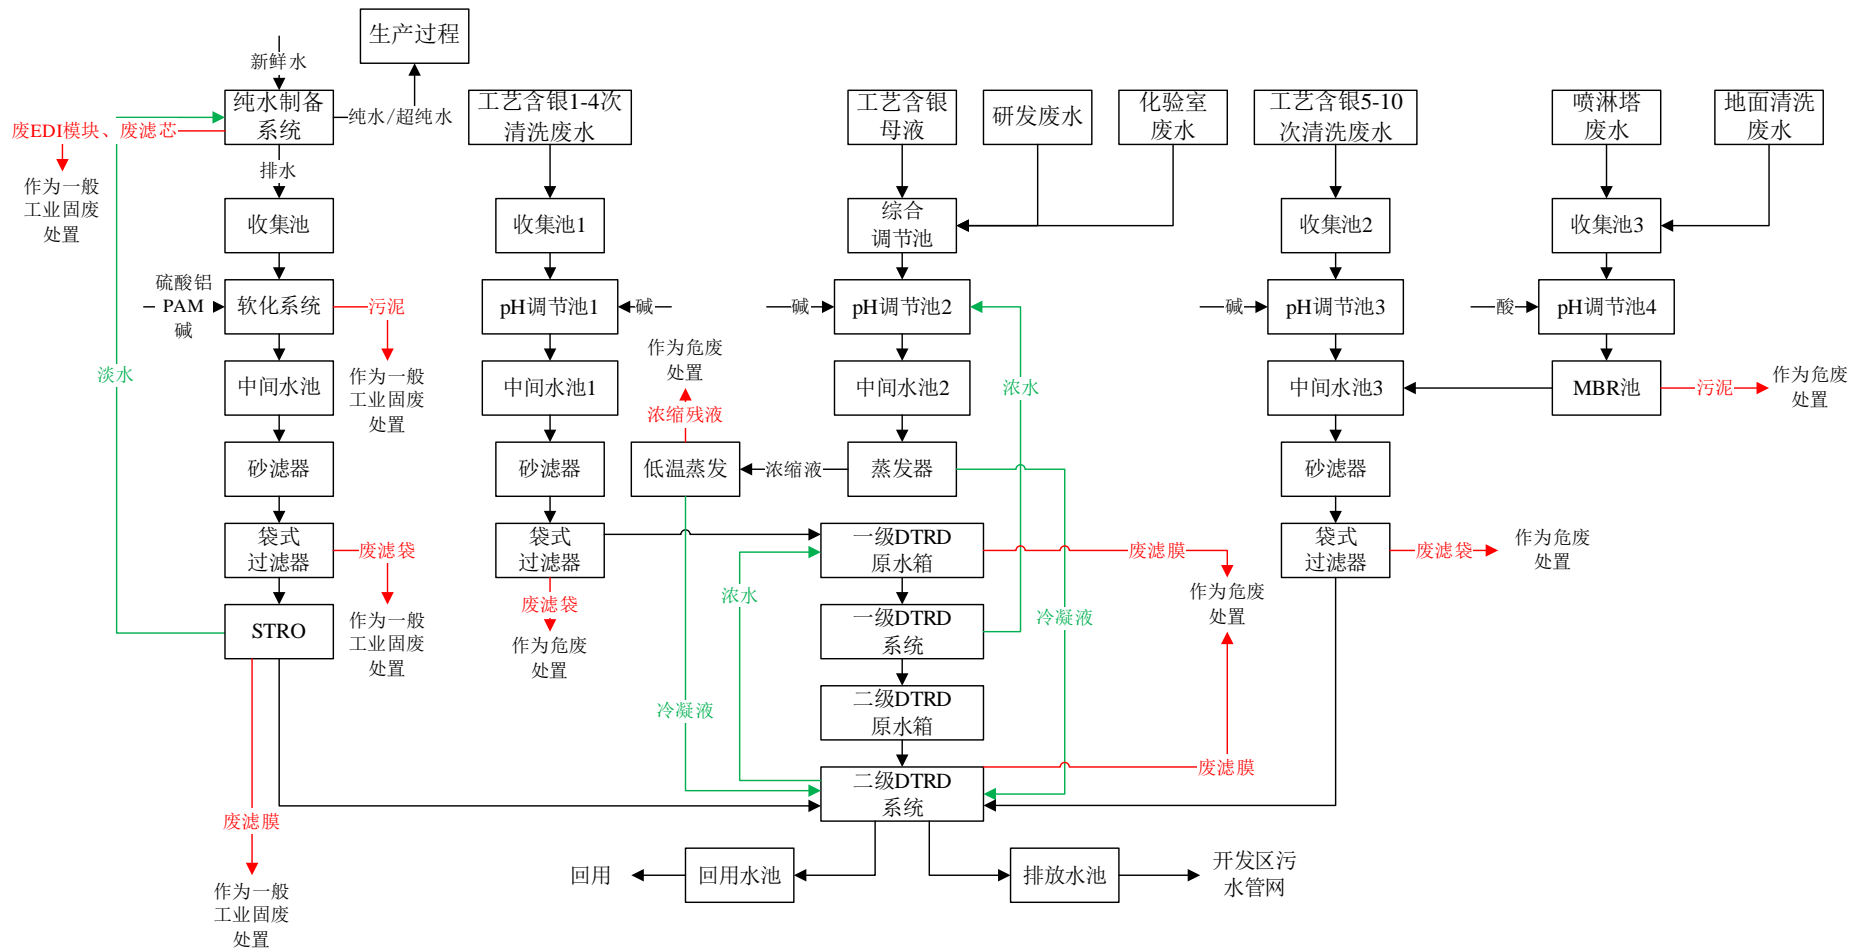 生产过程
新鲜水
纯水制备
系统
纯水/超纯水
工艺含银1-4次
清洗废水
工艺含银
母液
研发废水
化验室
废水
工艺含银5-10
次清洗废水
喷淋塔
废水
地面清洗
废水
废EDI模块、废滤芯
排水
作为一般
工业固废
处置
收集池
收集池1
综合
调节池
收集池2
收集池3
硫酸铝
PAM
碱
软化系统
污泥
pH调节池1
碱
碱
pH调节池2
碱
pH调节池3
酸
pH调节池4
淡水
中间水池
作为一般
工业固废
处置
中间水池1
作为危废
处置
浓缩残液
中间水池2
浓水
中间水池3
MBR池
污泥
作为危废
处置
砂滤器
砂滤器
低温蒸发
浓缩液
蒸发器
砂滤器
袋式
过滤器
废滤袋
袋式
过滤器
一级DTRD
原水箱
废滤膜
袋式
过滤器
废滤袋
作为危废
处置
作为一般
工业固废
处置
废滤袋
作为危废
处置
浓水
冷凝液
作为危废
处置
STRO
一级DTRD
系统
冷凝液
二级DTRD
原水箱
二级DTRD
系统
废滤膜
废滤膜
作为一般
工业固废
处置
回用
回用水池
排放水池
开发区污
水管网